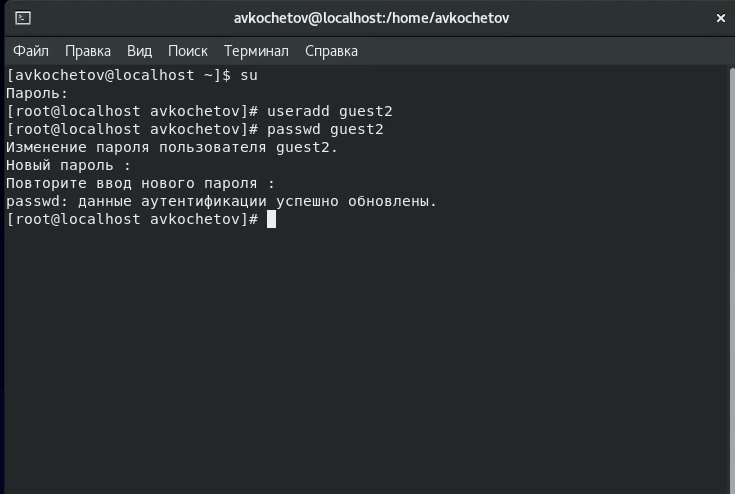 avkochetov@localhost:/home/avkochetov
Файл Правка Вид Поиск Терминал Справка
[avkochetov@localhost ~]$ su
Пароль:
[root@localhost avkochetov]# useradd guest2
[root@localhost avkochetov]# passwd guest2
Изменение пароля пользователя guest2.
Новый пароль :
Повторите ввод нового пароля :
passwd: данные аутентификации успешно обновлены.
[root@localhost avkochetov]#